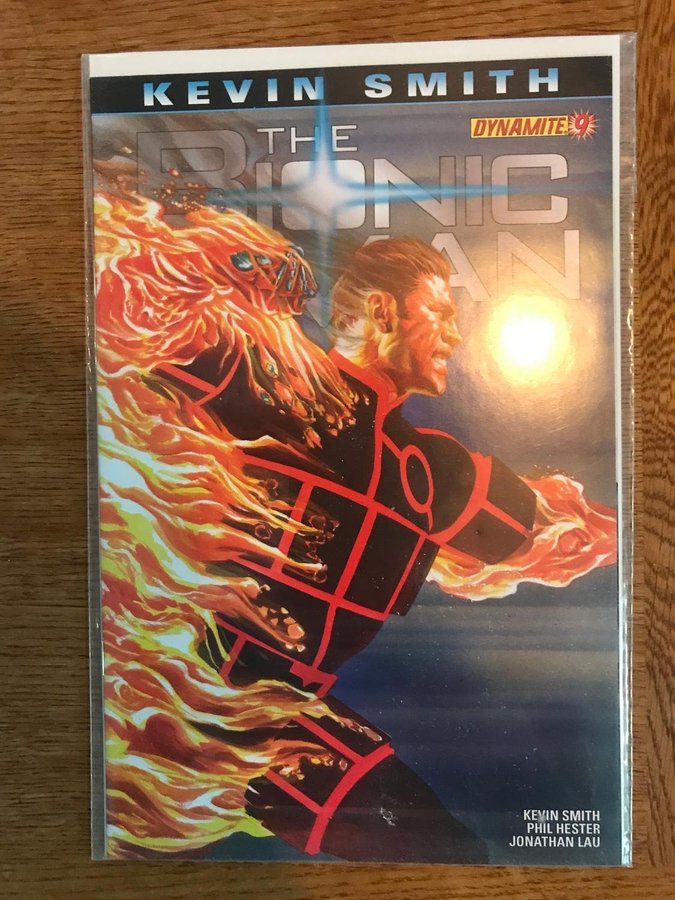 KEVIN SMITH
DYNAMITE. 9
THE
BIONIC
MAN
KEVIN SMITH
PHIL HESTER
JONATHAN LAU